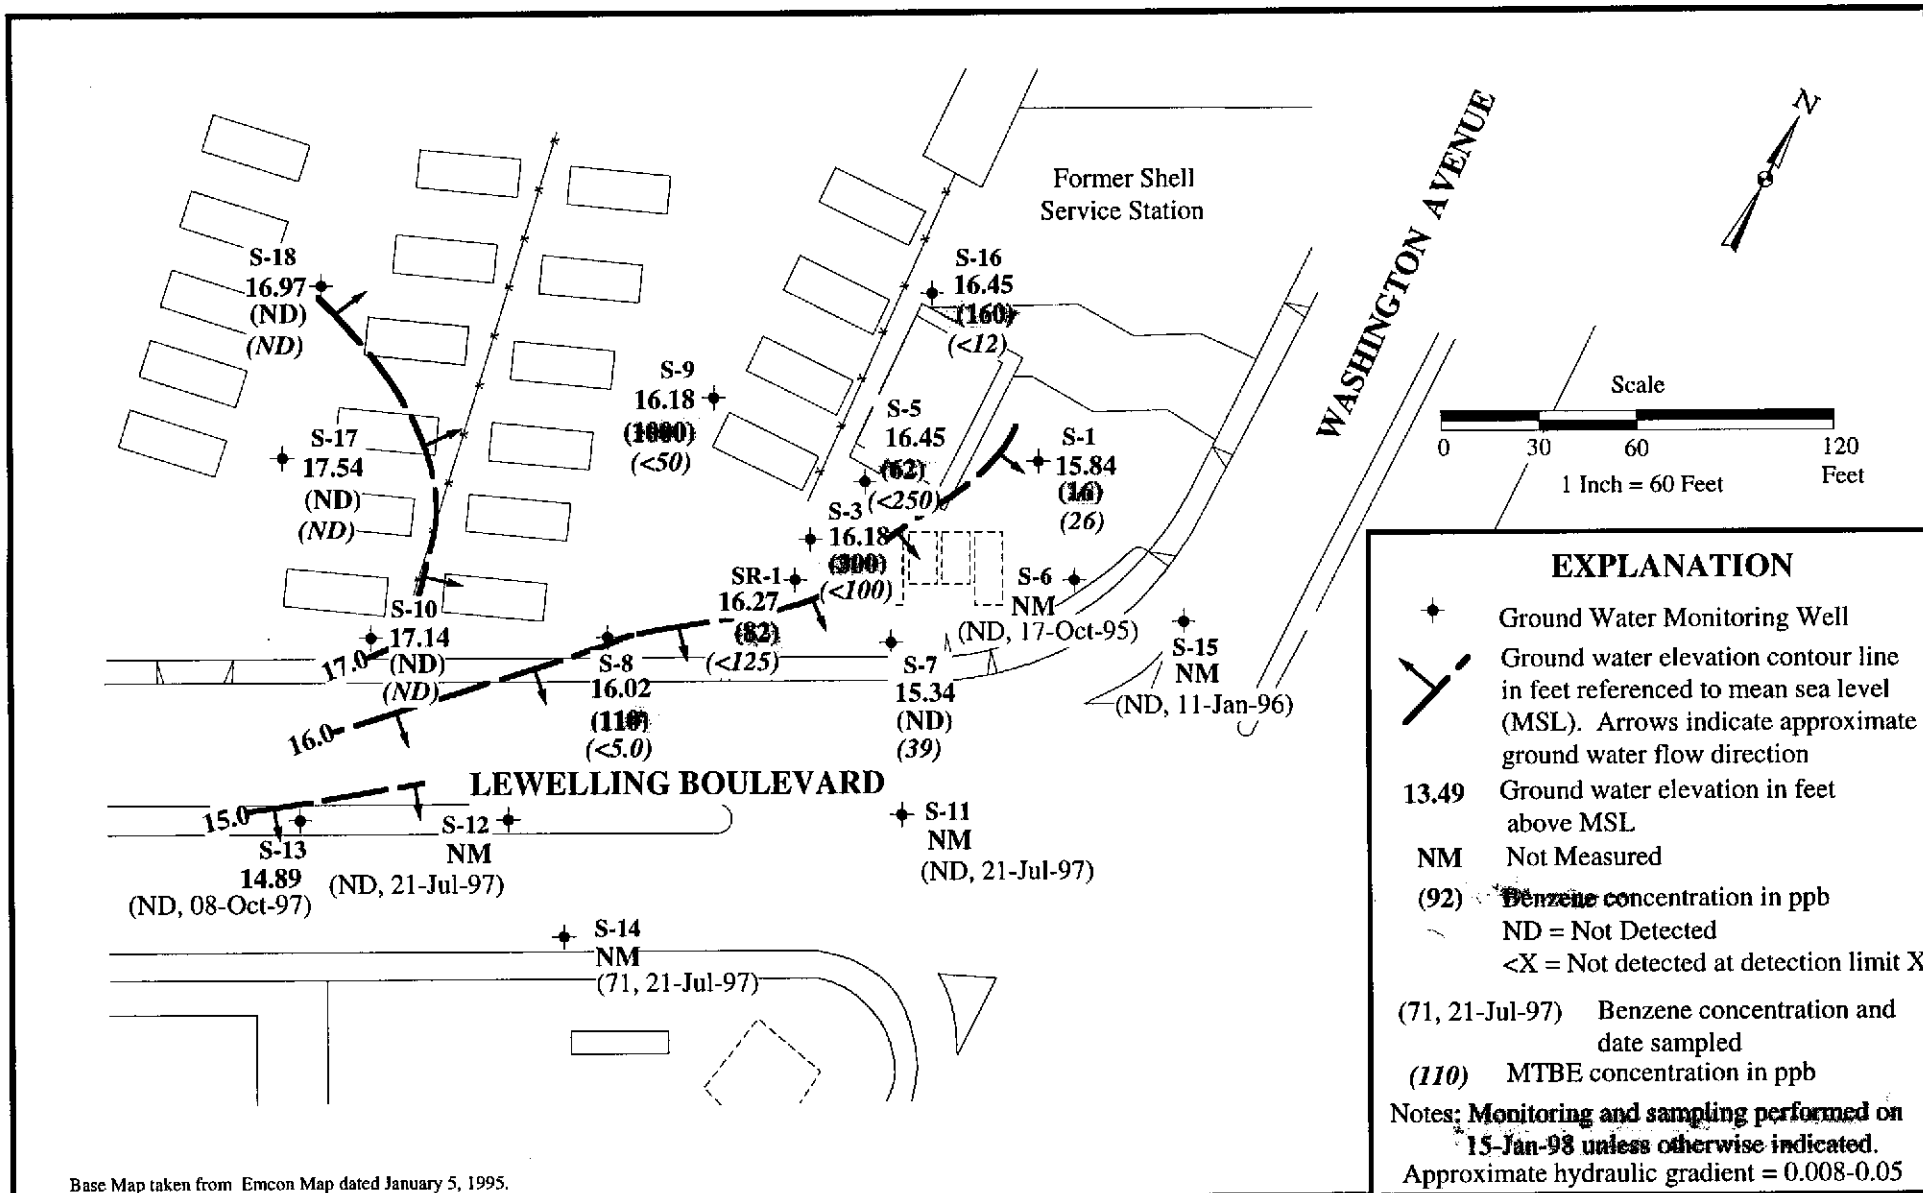 Former Shell
Service Station
WASHINGTON AVENUE
N
S-18
16.97
(ND)
(ND)
S-16
16.45
(160)
(<12)
S-9
16.18
(1000)
(<50)
S-17
17.54
(ND)
(ND)
S-5
16.45
(62)
(<250)
S-1
15.84
(16)
(26)
S-3
16.18
(300)
(<100)
SR-1
16.27
(82)
(<125)
S-6
NM
(ND, 17-Oct-95)
S-10
17.14
(ND)
(ND)
S-8
16.02
(110)
(<5.0)
S-7
15.34
(ND)
(39)
S-15
NM
(ND, 11-Jan-96)
17.0
16.0
15.0
LEWELLING BOULEVARD
S-13
14.89
(ND, 08-Oct-97)
S-12
NM
(ND, 21-Jul-97)
S-11
NM
(ND, 21-Jul-97)
S-14
NM
(71, 21-Jul-97)
Scale
0 30 60 120
Feet
1 Inch = 60 Feet
EXPLANATION
Ground Water Monitoring Well
Ground water elevation contour line
in feet referenced to mean sea level
(MSL). Arrows indicate approximate
ground water flow direction
13.49 Ground water elevation in feet
above MSL
NM Not Measured
(92) Benzene concentration in ppb
ND = Not Detected
<X = Not detected at detection limit X
(71, 21-Jul-97) Benzene concentration and
date sampled
(110) MTBE concentration in ppb
Notes: Monitoring and sampling performed on
15-Jan-98 unless otherwise indicated.
Approximate hydraulic gradient = 0.008-0.05
Base Map taken from Emcon Map dated January 5, 1995.